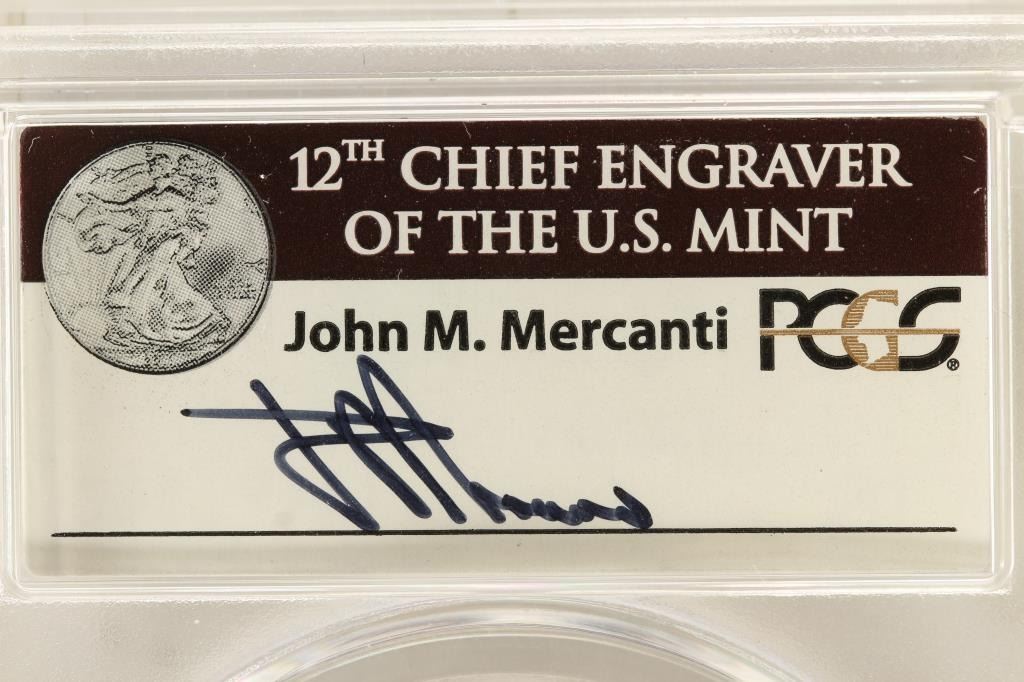 12TH CHIEF ENGRAVER
OF THE U.S. MINT
John M. Mercanti PCGS®